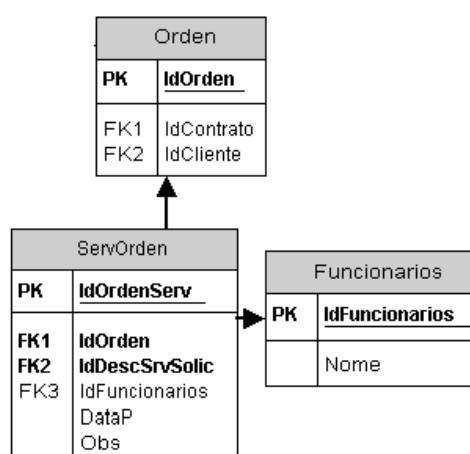 Orden
PK IdOrden
FK1 IdContrato
FK2 IdCliente
ServOrden
PK IdOrdenServ
FK1 IdOrden
FK2 IdDescSrvSolic
FK3 IdFuncionarios
DataP
Obs
Funcionarios
PK IdFuncionarios
Nome